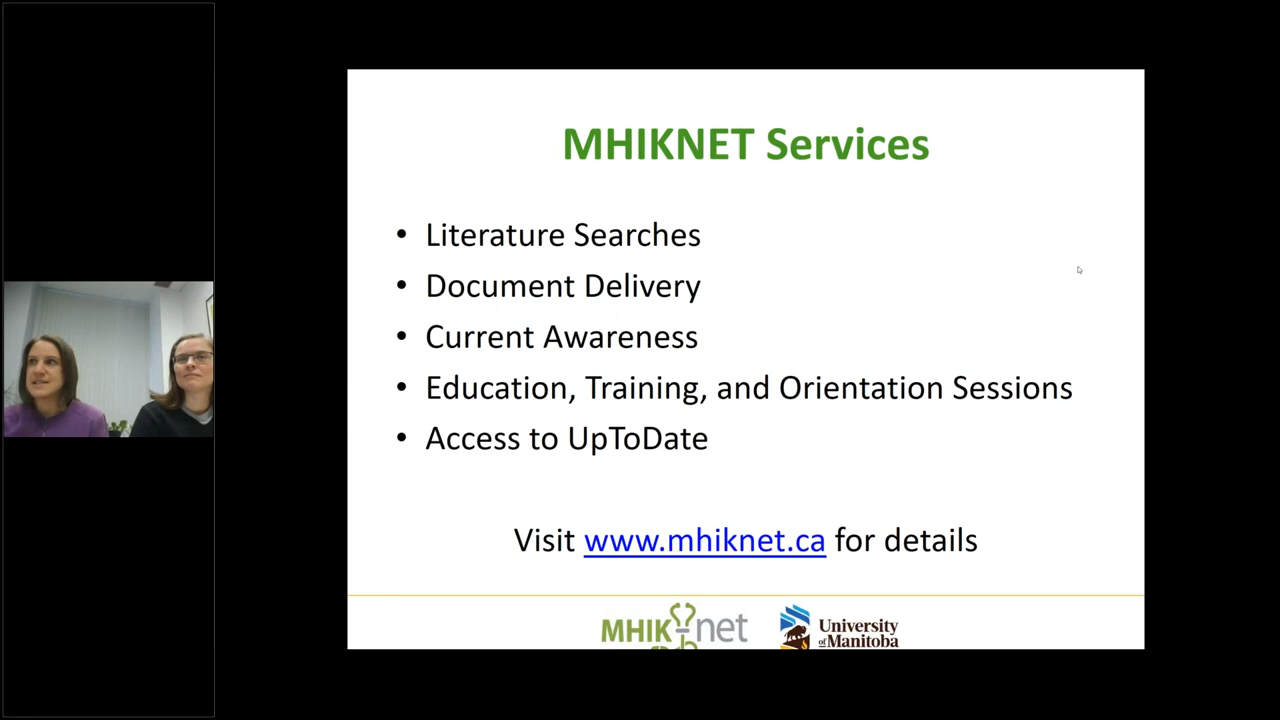 MHIKNET Services
• Literature Searches
• Document Delivery
• Current Awareness
• Education, Training, and Orientation Sessions
• Access to UpToDate
Visit www.mhiknet.ca for details
MHIK net
University
of Manitoba